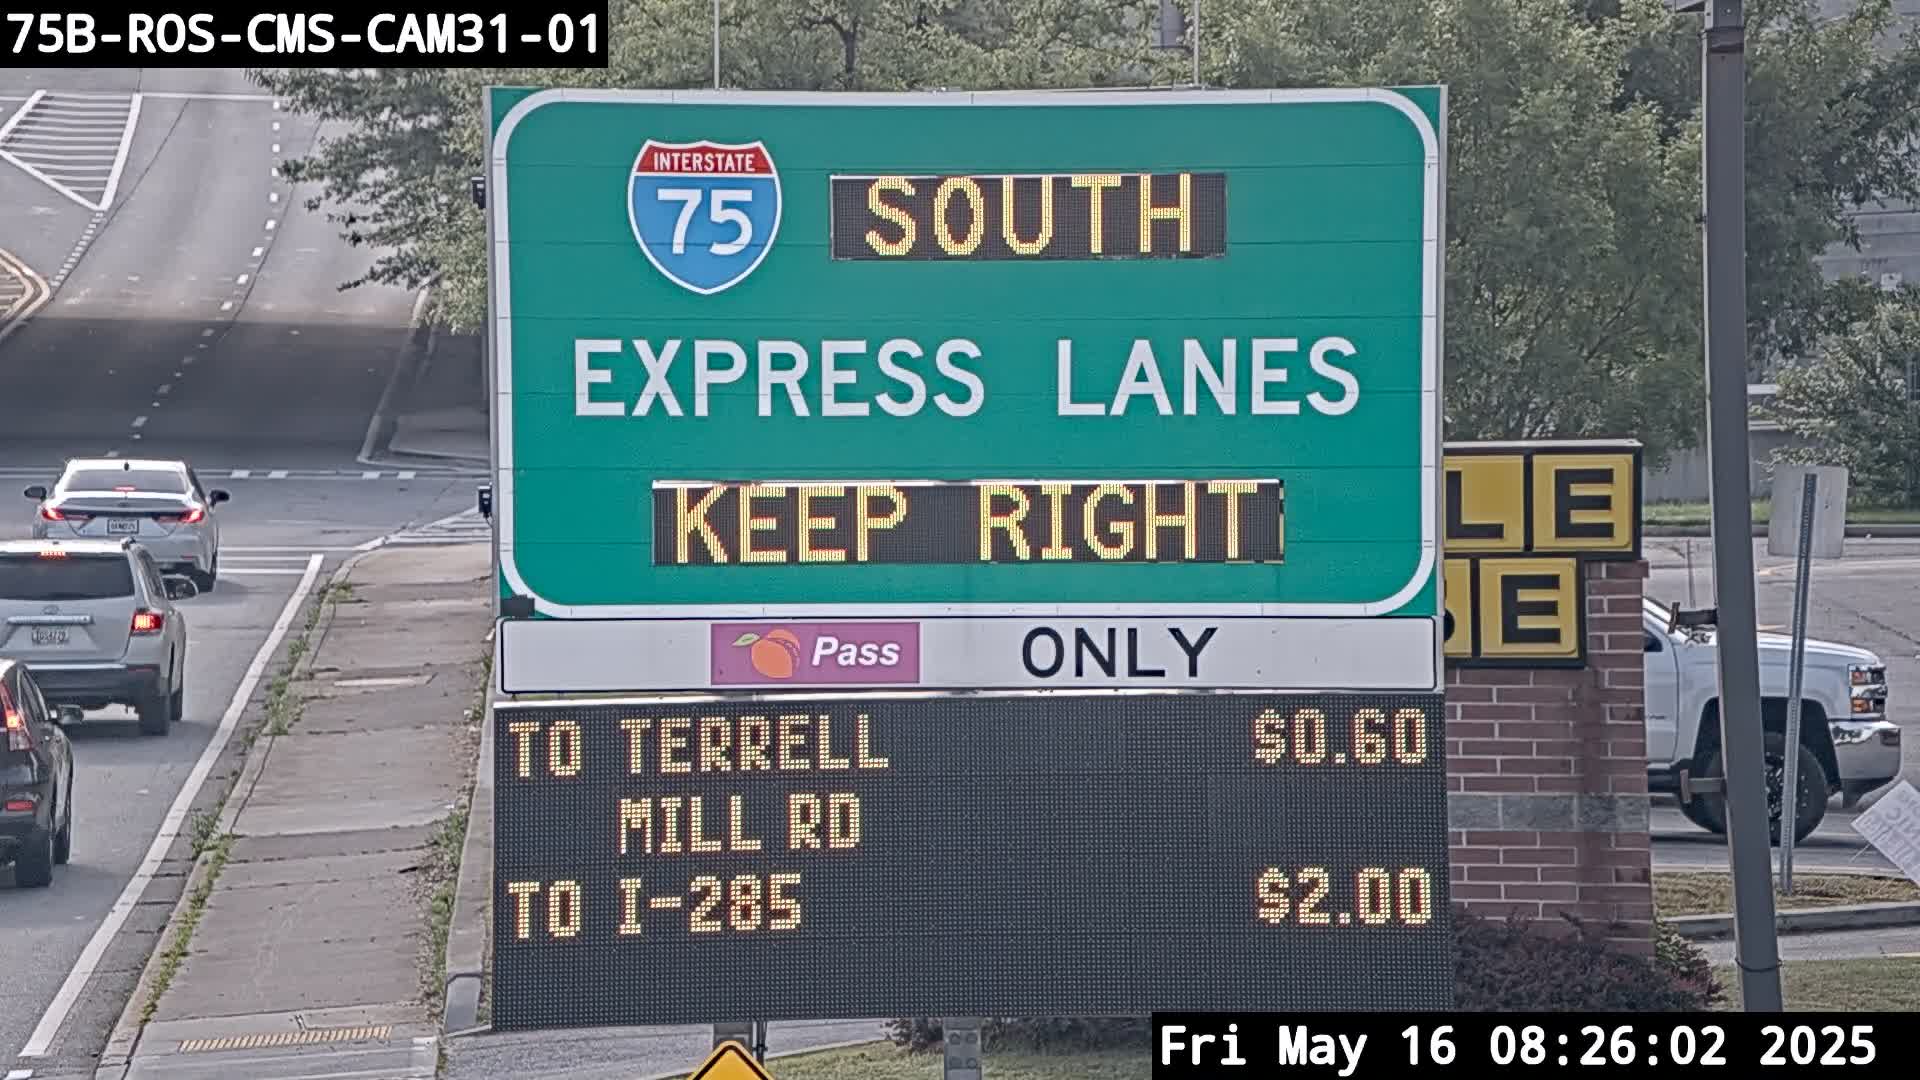 75B-ROS-CMS-CAM31-01
INTERSTATE
75
SOUTH
EXPRESS LANES
KEEP RIGHT
Pass ONLY
TO TERRELL $0.60
MILL RD
TO I-285 $2.00
LE
E
Fri May 16 08:26:02 2025